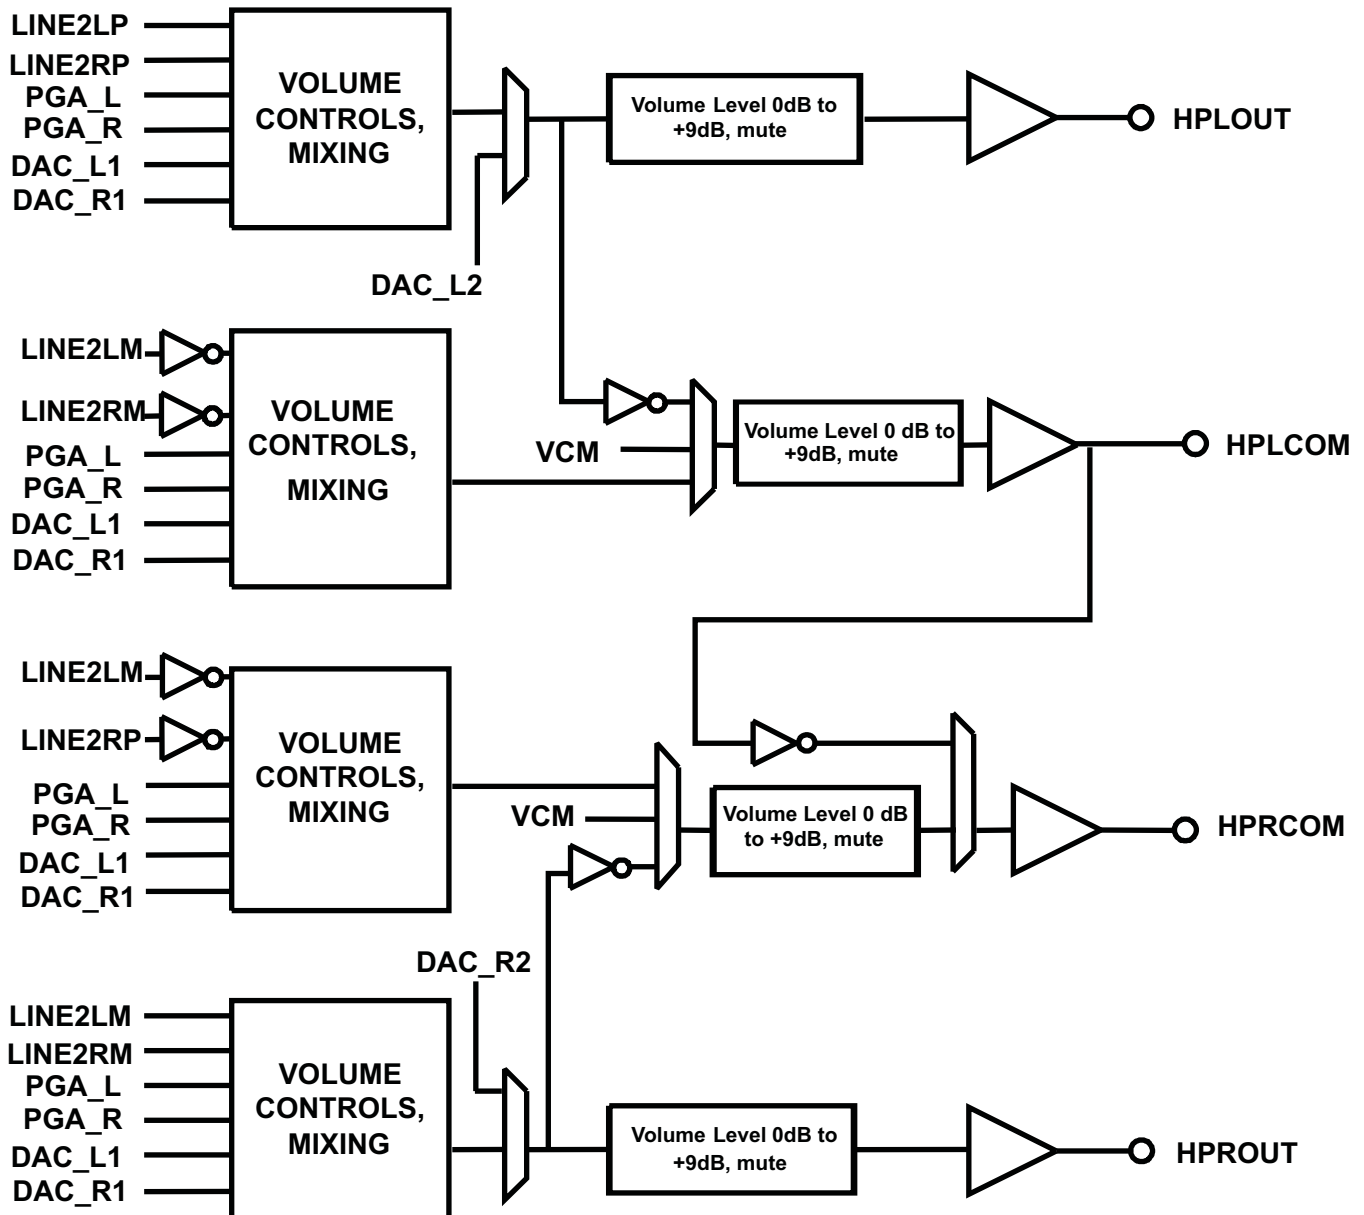 LINE2LP
LINE2RP
PGA_L
PGA_R
DAC_L1
DAC_R1
VOLUME
CONTROLS,
MIXING
DAC_L2
Volume Level 0dB to
+9dB, mute
HPLOUT
LINE2LM
LINE2RM
PGA_L
PGA_R
DAC_L1
DAC_R1
VOLUME
CONTROLS,
MIXING
VCM
Volume Level 0 dB to
+9dB, mute
HPLCOM
LINE2LM
LINE2RP
PGA_L
PGA_R
DAC_L1
DAC_R1
VOLUME
CONTROLS,
MIXING
VCM
Volume Level 0 dB
to +9dB, mute
HPRCOM
DAC_R2
LINE2LM
LINE2RM
PGA_L
PGA_R
DAC_L1
DAC_R1
VOLUME
CONTROLS,
MIXING
Volume Level 0dB to
+9dB, mute
HPROUT